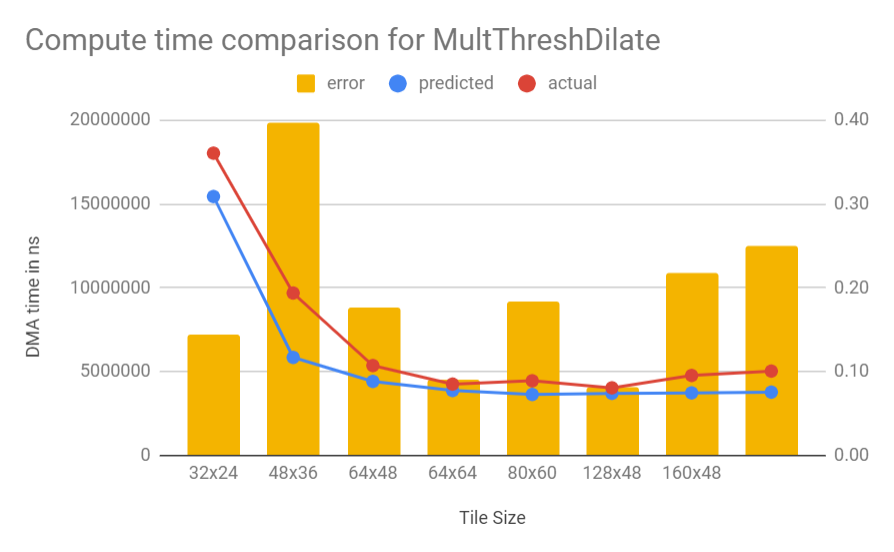 Compute time comparison for MultThreshDilate
error predicted actual
20000000 0.40
15000000 0.30
10000000 0.20
5000000 0.10
0 0.00
DMA time in ns
32x24 48x36 64x48 64x64 80x60 128x48 160x48
Tile Size